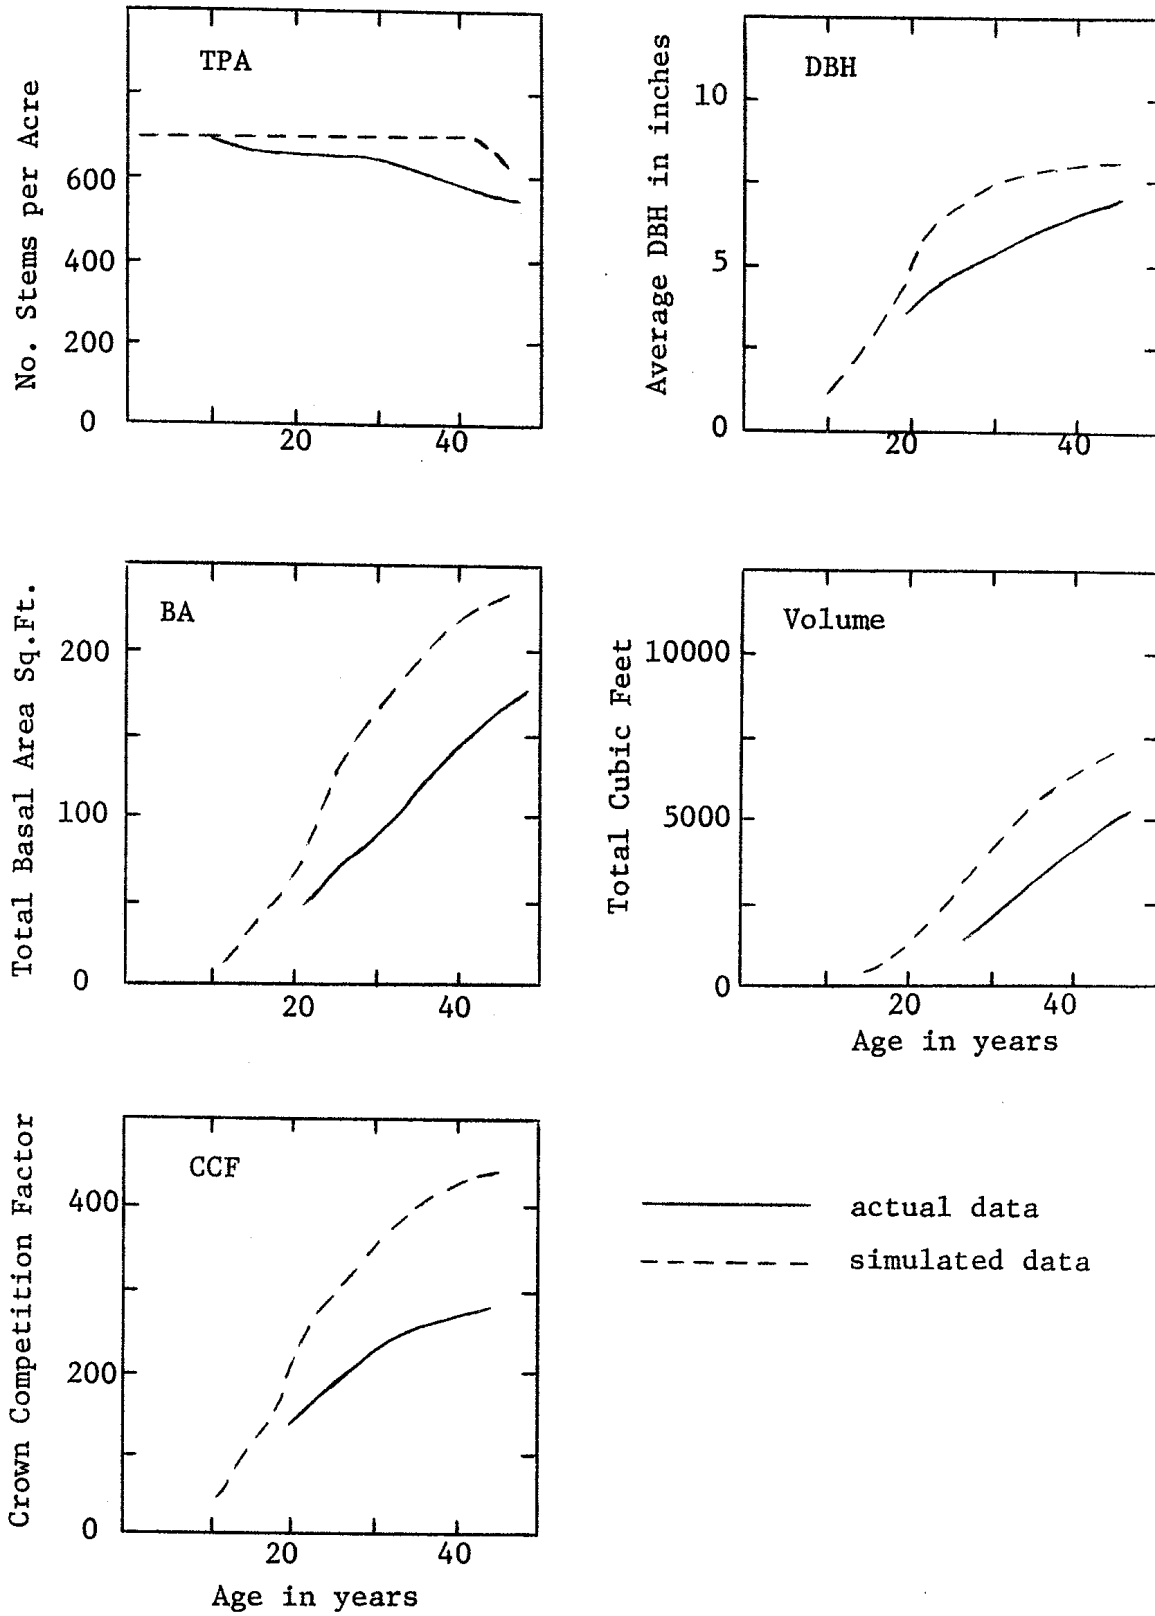 TPA
No. Stems per Acre
600
400
200
0
20
40
DBH
Average DBH in inches
10
5
0
20
40
BA
Total Basal Area Sq.Ft.
200
100
0
20
40
Volume
Total Cubic Feet
10000
5000
0
20
40
Age in years
CCF
Crown Competition Factor
400
200
0
20
40
Age in years
actual data
simulated data